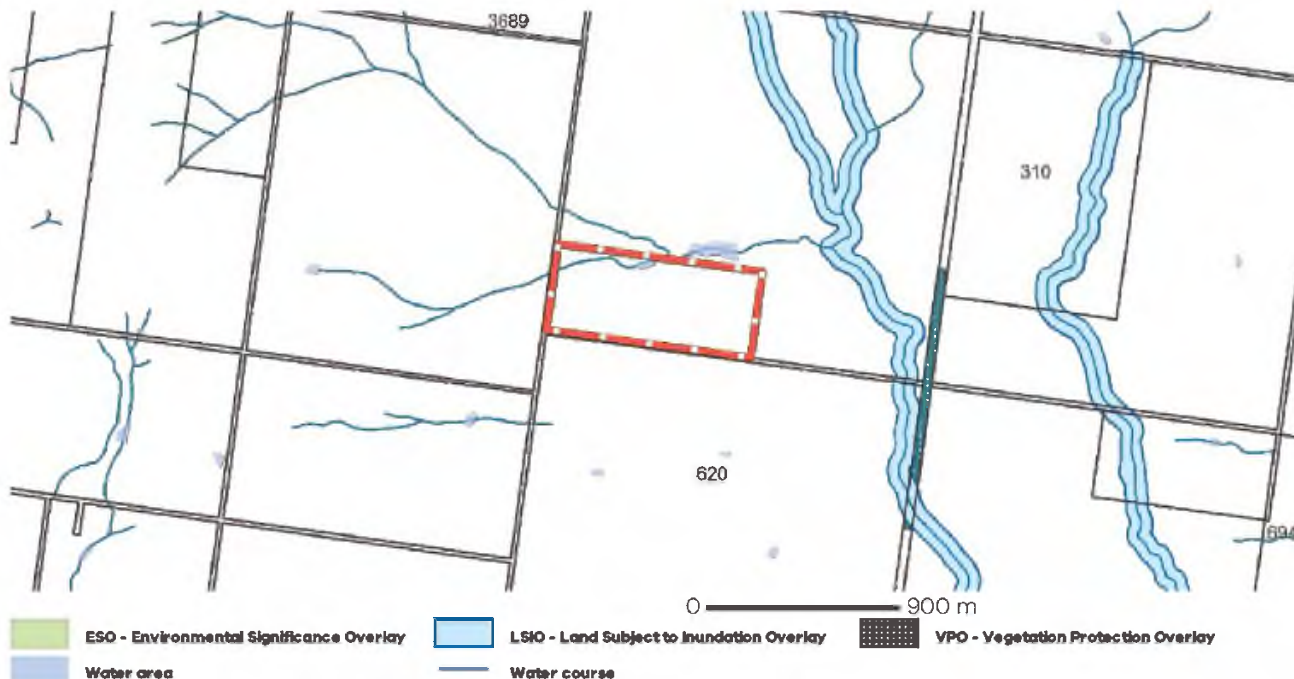 3689
310
620
694
0 900 m
ESO - Environmental Significance Overlay LSIO - Land Subject to Inundation Overlay VPO - Vegetation Protection Overlay
Water area Water course